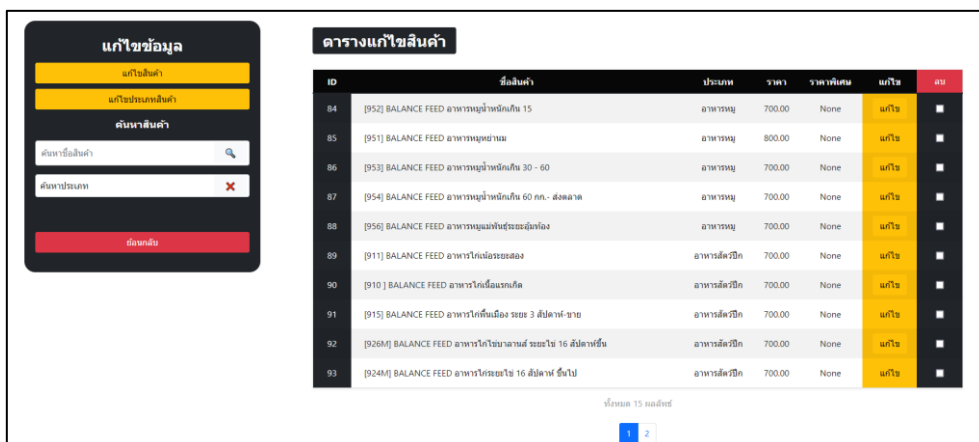 แก้ไขข้อมูล
แก้ไขสินค้า
แก้ไขประเภทสินค้า
ค้นหาสินค้า
ค้นหาชื่อสินค้า
ค้นหาประเภท
ย้อนกลับ
ตารางแก้ไขสินค้า
ID ชื่อสินค้า ประเภท ราคา ราคาพิเศษ แก้ไข ลบ
84 [952] BALANCE FEED อาหารหมูน้ำหนักเกิน 15 อาหารหมู 700.00 None แก้ไข
85 [951] BALANCE FEED อาหารหมูหย่านม อาหารหมู 800.00 None แก้ไข
86 [953] BALANCE FEED อาหารหมูน้ำหนักเกิน 30 - 60 อาหารหมู 700.00 None แก้ไข
87 [954] BALANCE FEED อาหารหมูน้ำหนักเกิน 60 กก.- ส่งตลาด อาหารหมู 700.00 None แก้ไข
88 [956] BALANCE FEED อาหารหมูแม่พันธุ์ระยะอุ้มท้อง อาหารหมู 700.00 None แก้ไข
89 [911] BALANCE FEED อาหารไก่เนื้อระยะสอง อาหารสัตว์ปีก 700.00 None แก้ไข
90 [910 ] BALANCE FEED อาหารไก่เนื้อแรกเกิด อาหารสัตว์ปีก 700.00 None แก้ไข
91 [915] BALANCE FEED อาหารไก่พื้นเมือง ระยะ 3 สัปดาห์-ขาย อาหารสัตว์ปีก 700.00 None แก้ไข
92 [926M] BALANCE FEED อาหารไก่ไข่บาลานส์ ระยะไข่ 16 สัปดาห์ขึ้น อาหารสัตว์ปีก 700.00 None แก้ไข
93 [924M] BALANCE FEED อาหารไก่ระยะไข่ 16 สัปดาห์ ขึ้นไป อาหารสัตว์ปีก 700.00 None แก้ไข
ทั้งหมด 15 ผลลัพธ์
1 2